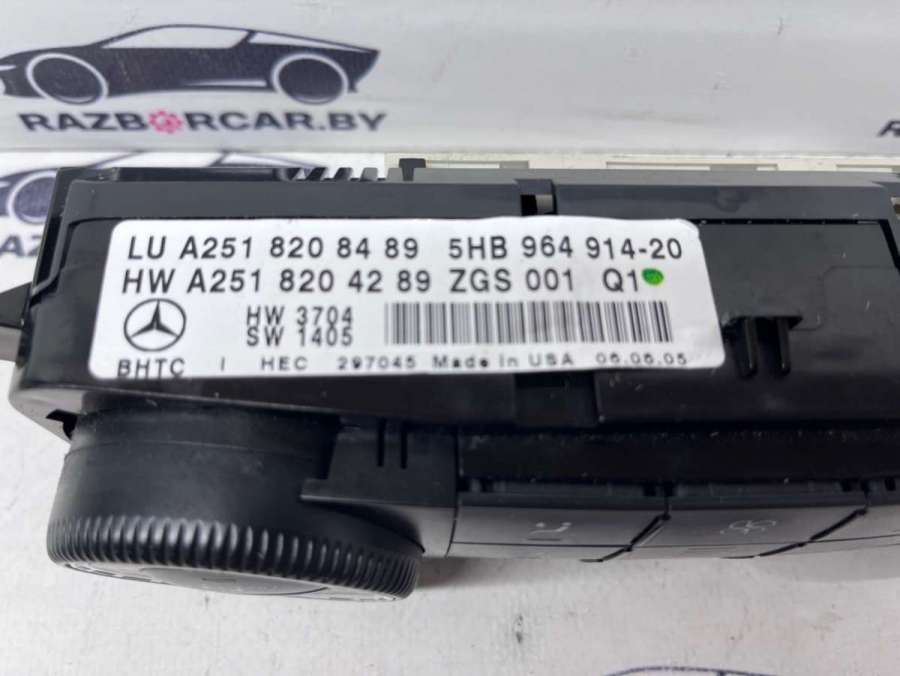 RAZBORCAR.BY
LU A251 820 84 89 5HB 964 914-20
HW A251 820 42 89 ZGS 001 Q1
HW 3704
SW 1405
BHTC I HEC 297045 Made in USA 06.06.05